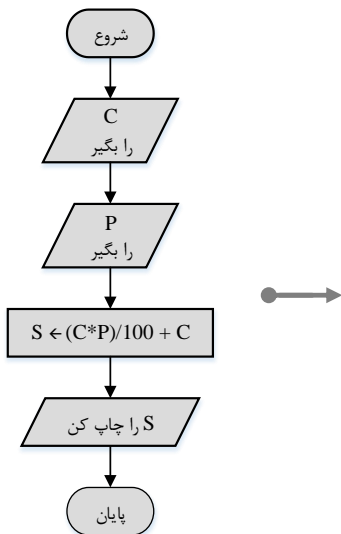 شروع
C
را بگیر
P
را بگیر
S ← (C*P)/100 + C
S را چاپ کن
پایان